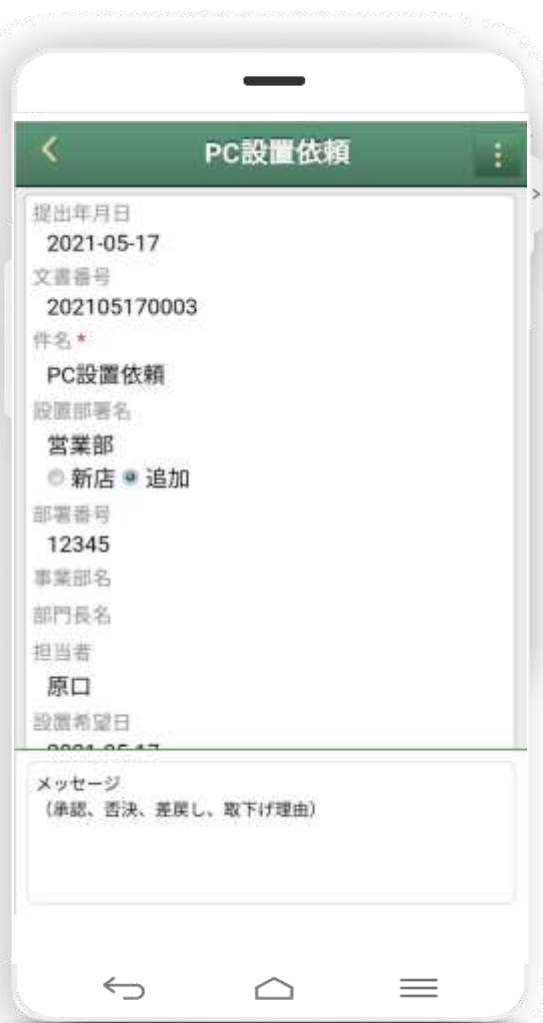 PC設置依頼
提出年月日
2021-05-17
文書番号
202105170003
件名 *
PC設置依頼
設置部署名
営業部
新店 追加
部署番号
12345
事業部名
部門長名
担当者
原口
設置希望日
2021-05-17
メッセージ
（承認、否決、差戻し、取下げ理由）